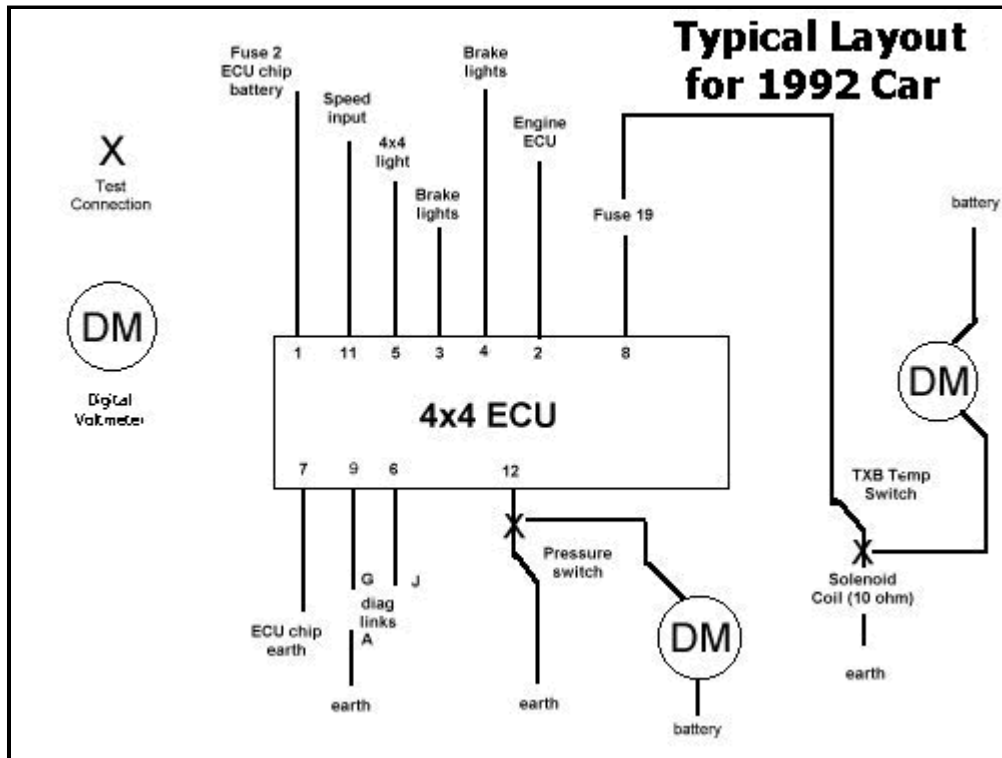 Typical Layout
for 1992 Car
Fuse 2
ECU chip
battery
Speed
input
4x4
light
Brake
lights
Brake
lights
Engine
ECU
Fuse 19
battery
X
Test
Connection
DM
Digital
Voltmeter
1 11 5 3 4 2 8
4x4 ECU
7 9 6 12
DM
TXB Temp
Switch
X
Solenoid
Coil (10 ohm)
earth
X
Pressure
switch
G J
diag
links
A
ECU chip
earth
earth
earth
DM
battery